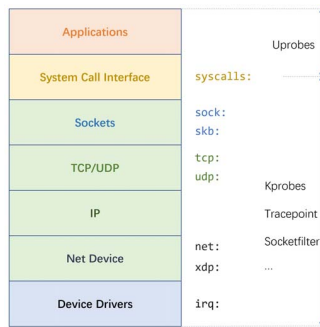 Applications
Uprobes
System Call Interface
syscalls:
Sockets
sock:
skb:
TCP/UDP
tcp:
udp:
Kprobes
IP
Tracepoint
Net Device
net:
Socketfilter
xdp:
...
Device Drivers
irq: